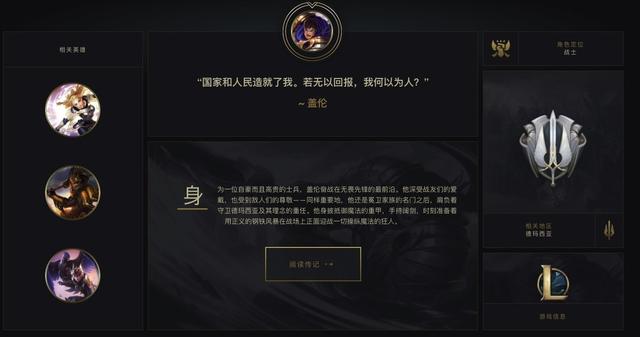 相关英雄
“国家和人民造就了我。若无以回报，我何以为人？”
~ 盖伦
角色定位
战士
身
为一位自豪而且高贵的士兵，盖伦奋战在无畏先锋的最前沿。他深受战友们的爱
戴，也受到敌人们的尊敬——同样重要地，他还是冕卫家族的名门之后，肩负着
守卫德玛西亚及其理念的重任。他身披抵御魔法的重甲，手持阔剑，时刻准备着
用正义的钢铁风暴在战场上正面迎战一切操纵魔法的狂人。
阅读传记
相关地区
德玛西亚
游戏信息